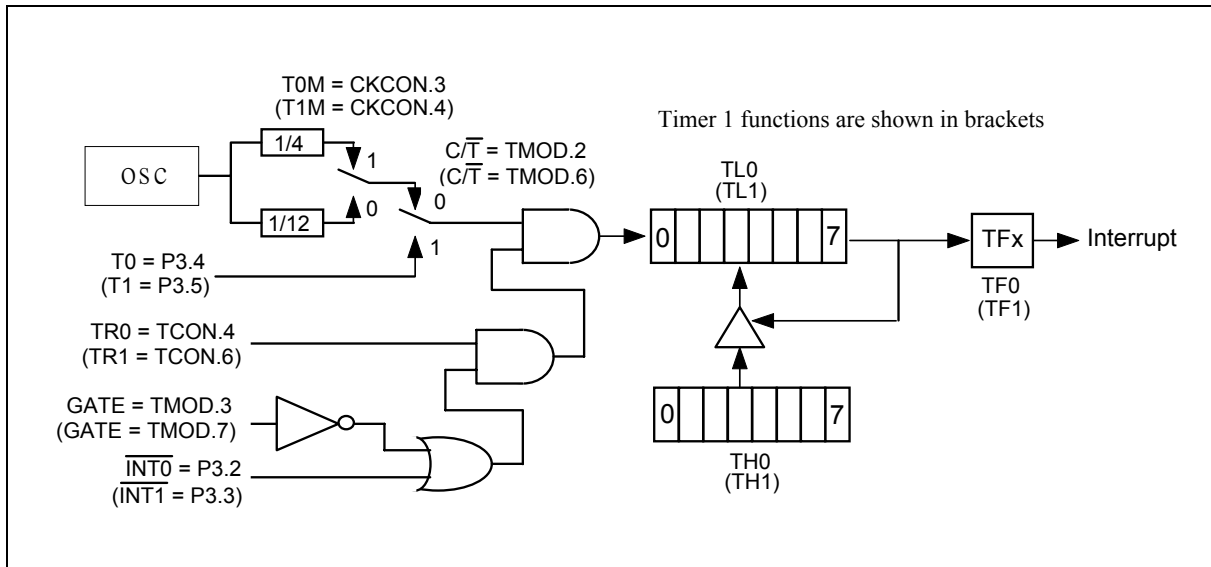 T0M = CKCON.3
(T1M = CKCON.4)
Timer 1 functions are shown in brackets
1/4
1
C/T̅ = TMOD.2
(C/T̅ = TMOD.6)
OSC
0
0
1/12
1
T0 = P3.4
(T1 = P3.5)
TL0
(TL1)
0
7
TFx
Interrupt
TF0
(TF1)
TR0 = TCON.4
(TR1 = TCON.6)
GATE = TMOD.3
(GATE = TMOD.7)
I̅N̅T̅0̅ = P3.2
(I̅N̅T̅1̅ = P3.3)
0
7
TH0
(TH1)